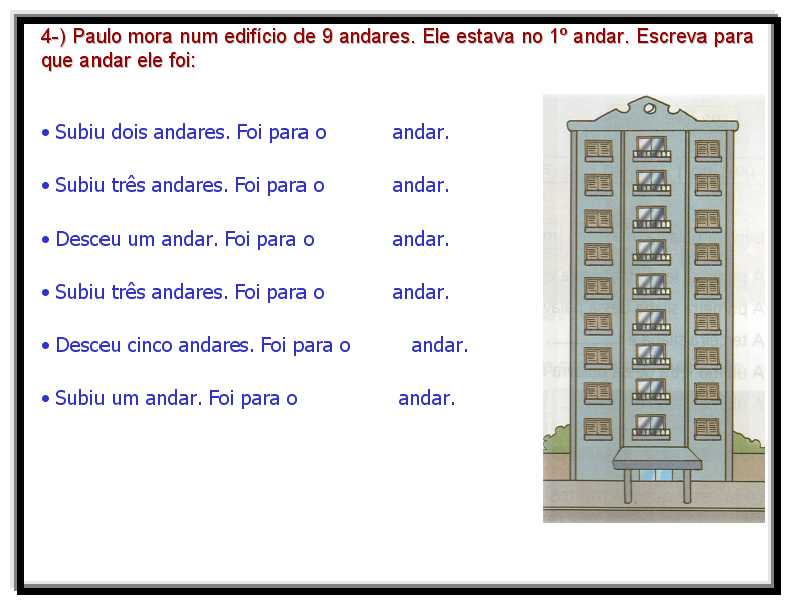 4-) Paulo mora num edifício de 9 andares. Ele estava no 1º andar. Escreva para
que andar ele foi:
• Subiu dois andares. Foi para o andar.
• Subiu três andares. Foi para o andar.
• Desceu um andar. Foi para o andar.
• Subiu três andares. Foi para o andar.
• Desceu cinco andares. Foi para o andar.
• Subiu um andar. Foi para o andar.